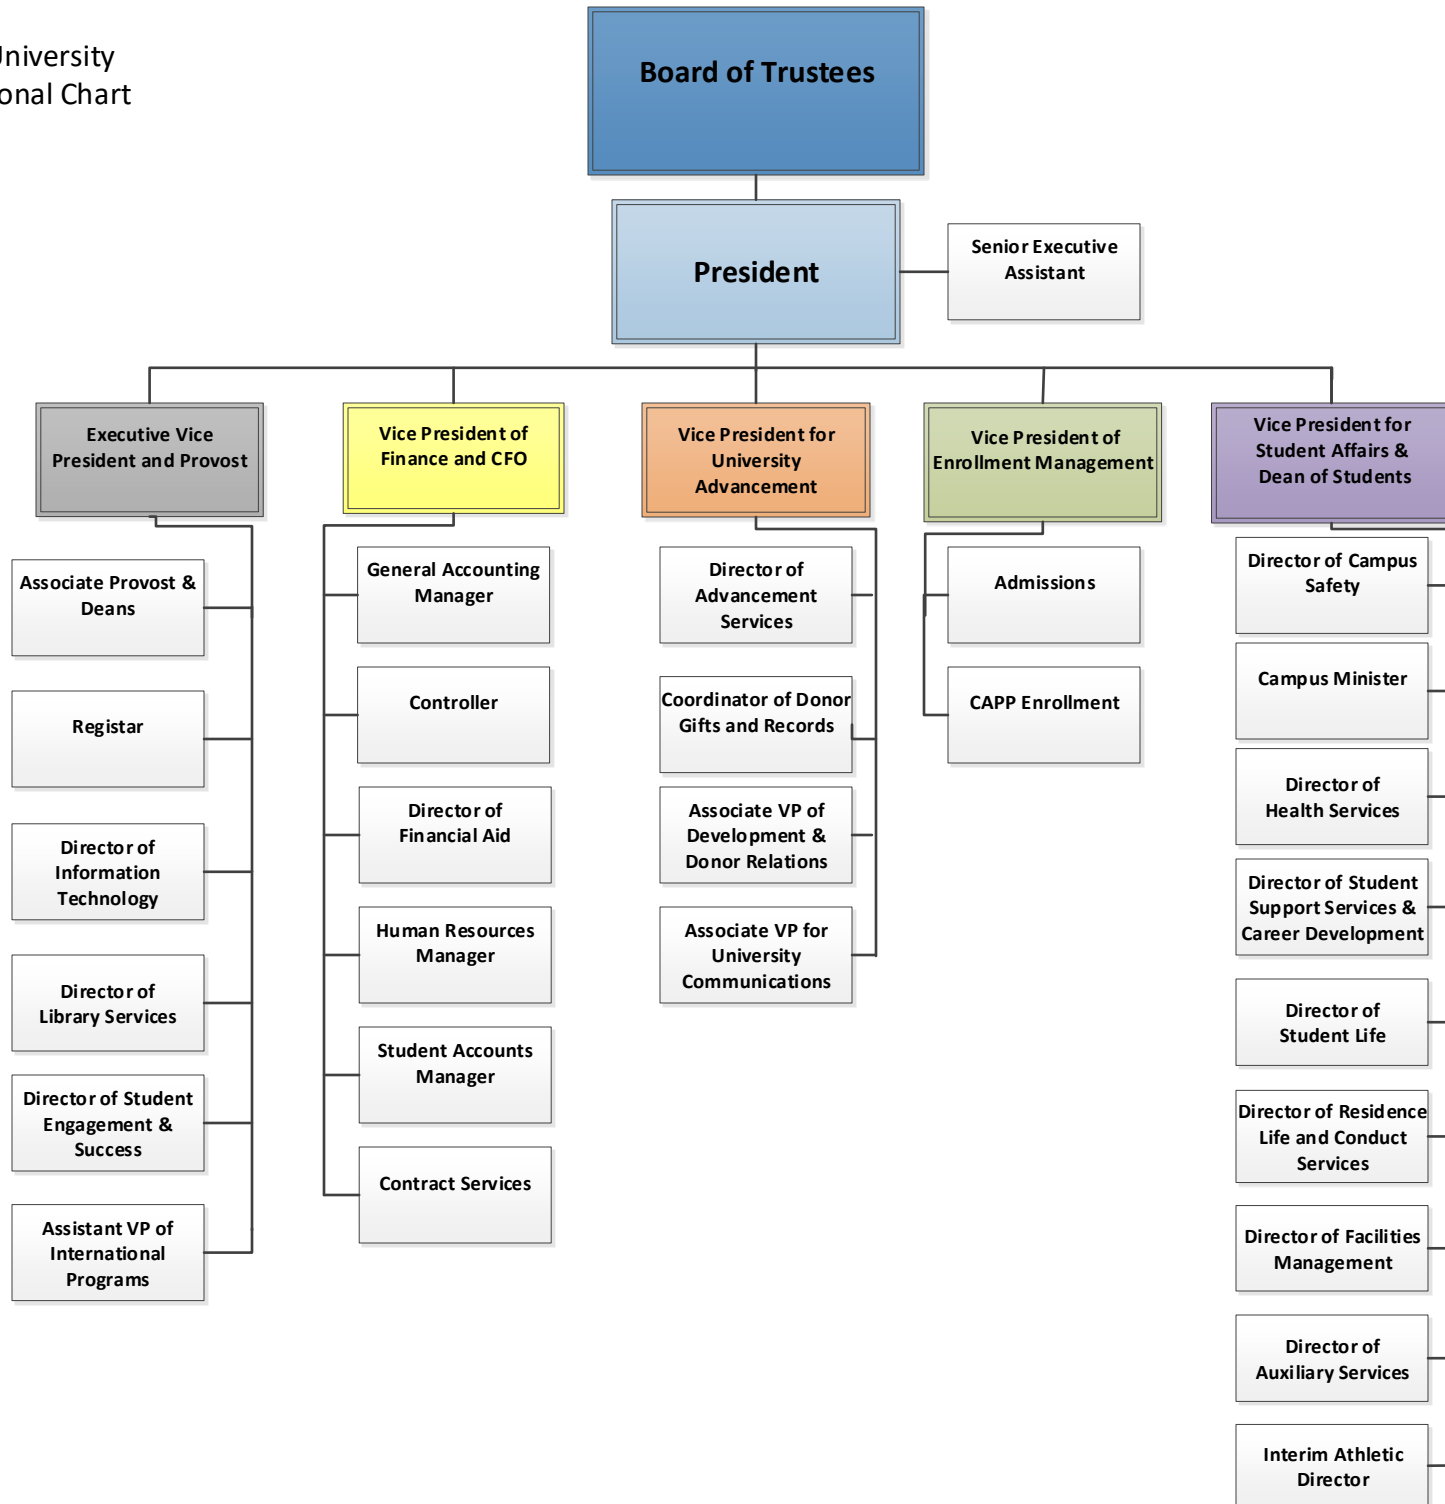 University
onal Chart
Board of Trustees
President
Senior Executive
Assistant
Executive Vice
President and Provost
Vice President of
Finance and CFO
Vice President for
University
Advancement
Vice President of
Enrollment Management
Vice President for
Student Affairs &
Dean of Students
Associate Provost &
Deans
Registar
Director of
Information
Technology
Director of
Library Services
Director of Student
Engagement &
Success
Assistant VP of
International
Programs
General Accounting
Manager
Controller
Director of
Financial Aid
Human Resources
Manager
Student Accounts
Manager
Contract Services
Director of
Advancement
Services
Coordinator of Donor
Gifts and Records
Associate VP of
Development &
Donor Relations
Associate VP for
University
Communications
Admissions
CAPP Enrollment
Director of Campus
Safety
Campus Minister
Director of
Health Services
Director of Student
Support Services &
Career Development
Director of
Student Life
Director of Residence
Life and Conduct
Services
Director of Facilities
Management
Director of
Auxiliary Services
Interim Athletic
Director